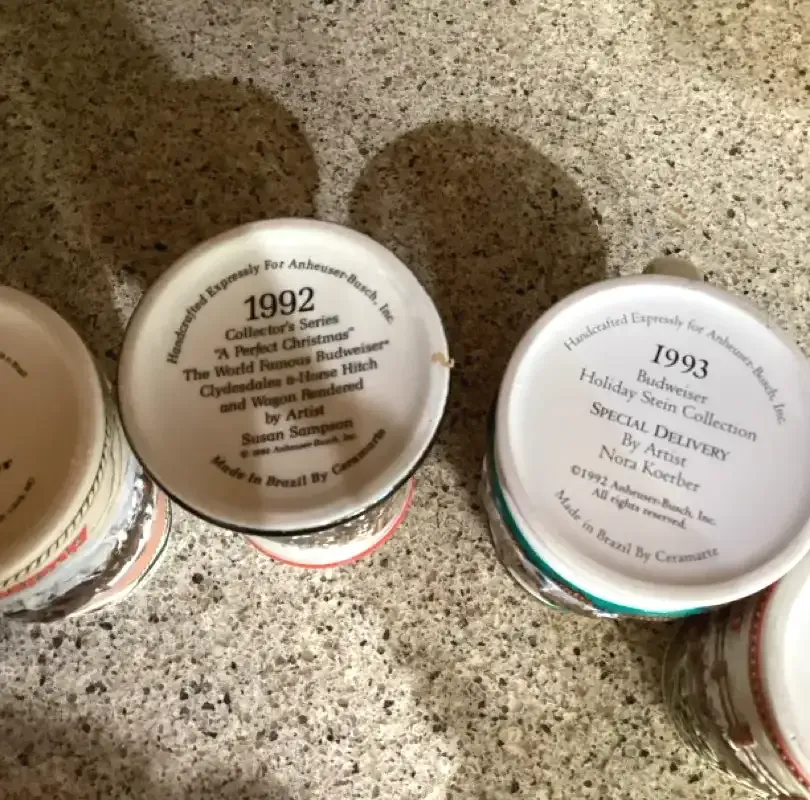 Handcrafted Expressly For Anheuser-Busch, Inc.
1992
Collector's Series
"A Perfect Christmas"
The World Famous Budweiser®
Clydesdales 8-Horse Hitch
and Wagon Rendered
by Artist
Susan Sampson
Anheuser-Busch, Inc.
Made in Brazil By Ceramarte
Handcrafted Expressly for Anheuser-Busch, Inc.
1993
Budweiser
Holiday Stein Collection
SPECIAL DELIVERY
By Artist
Nora Koerber
©1992 Anheuser-Busch, Inc.
All rights reserved.
Made in Brazil By Ceramarte